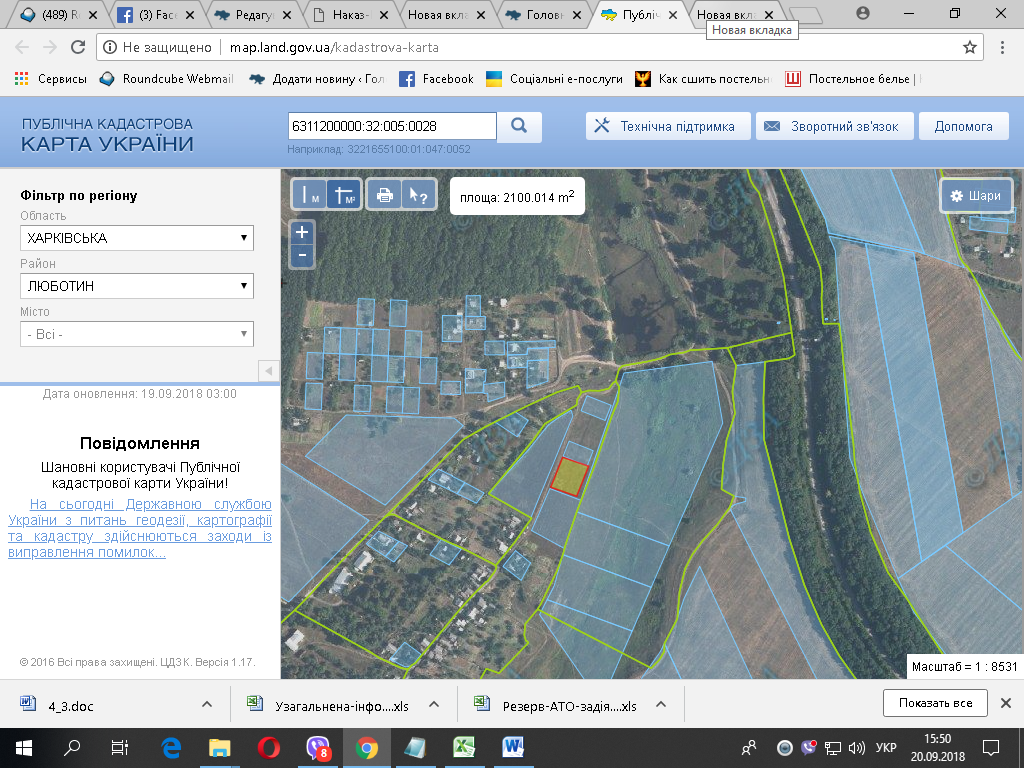 (489) R
(3) Fac
Редагу
Наказ-
Новая вкл
Головн
Публіч
Новая вкл
Новая вкладка
Не защищено
map.land.gov.ua/kadastrova-karta
Сервисы
Roundcube Webmail
Додати новину ‹ Гол
Facebook
Соціальні е-послуги
Как сшить постельн
Постельное белье |
ПУБЛІЧНА КАДАСТРОВА
КАРТА УКРАЇНИ
6311200000:32:005:0028
Наприклад: 3221655100:01:047:0052
Технічна підтримка
Зворотний зв'язок
Допомога
Фільтр по регіону
Область
ХАРКІВСЬКА
Район
ЛЮБОТИН
Місто
- Всі -
Дата оновлення: 19.09.2018 03:00
Повідомлення
Шановні користувачі Публічної
кадастрової карти України!
На сьогодні Державною службою
України з питань геодезії, картографії
та кадастру здійснюються заходи із
виправлення помилок...
© 2016 Всі права захищені. ЦДЗК. Версія 1.17.
М
М²
?
площа: 2100.014 m²
Шари
+
-
Масштаб = 1 : 8531
4_3.doc
Узагальнена-інфо....xls
Резерв-АТО-задія....xls
Показать все
8
УКР
15:50
20.09.2018